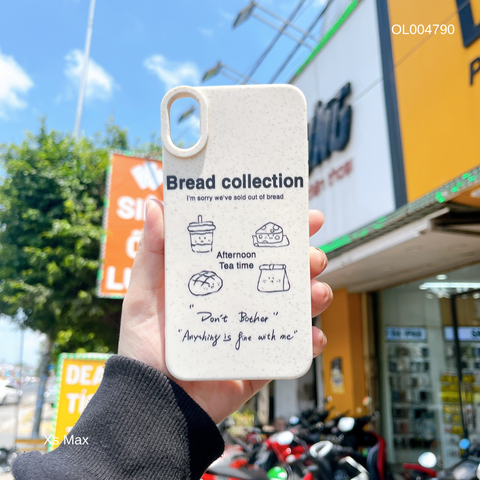 OL004790
Bread collection
I'm sorry we've sold out of bread
Afternoon
Tea time
" Don't Bother "
"Anything is fine with me"
DEA
Xs Max